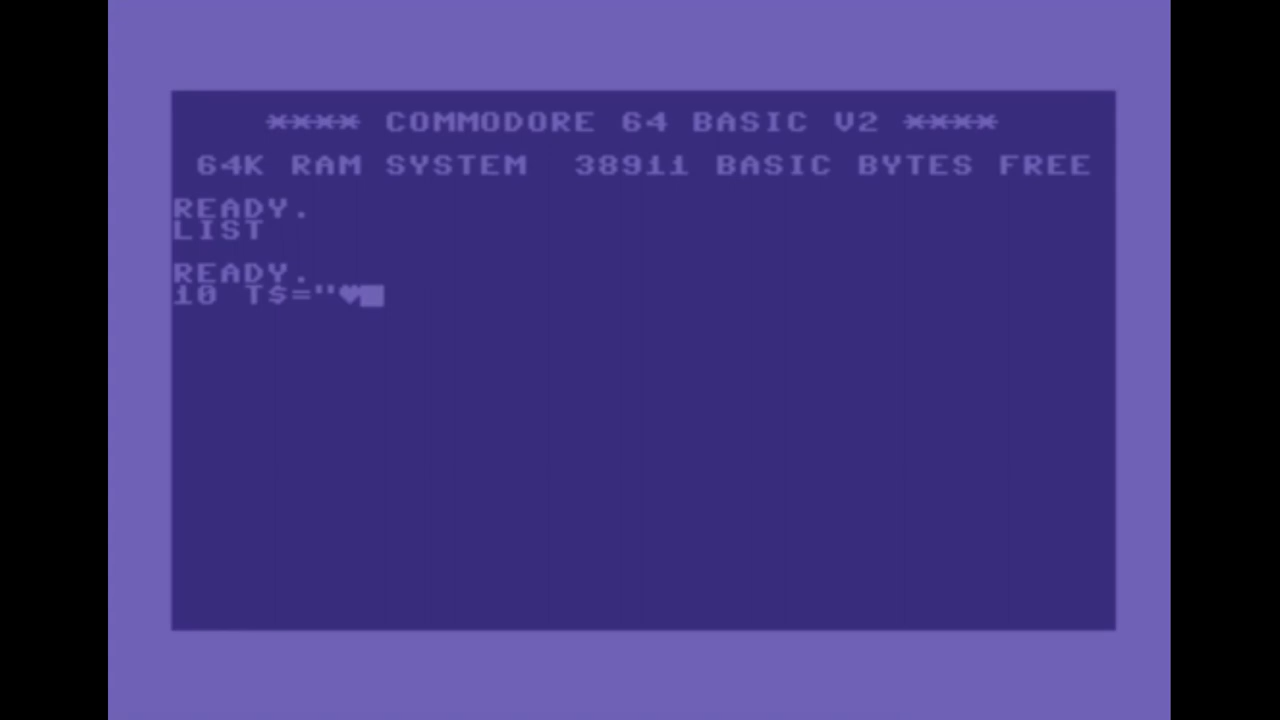 **** COMMODORE 64 BASIC V2 ****
64K RAM SYSTEM  38911 BASIC BYTES FREE
READY.
LIST
READY.
10 T$="♥